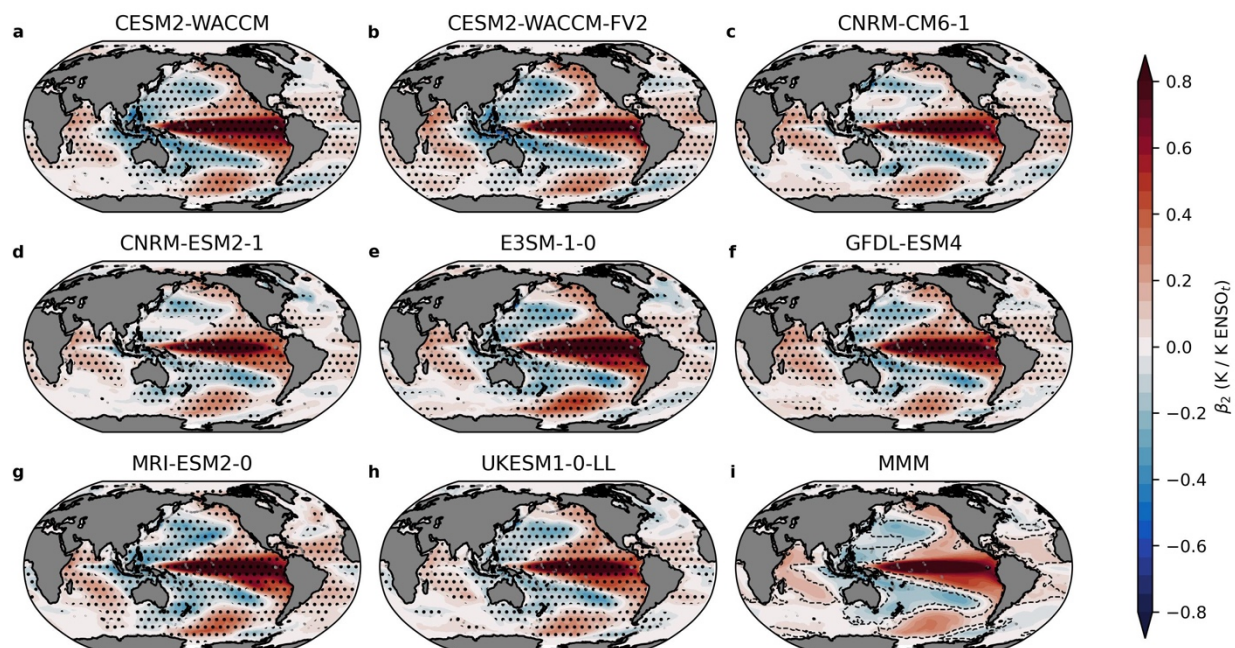 a CESM2-WACCM
b CESM2-WACCM-FV2
c CNRM-CM6-1
d CNRM-ESM2-1
e E3SM-1-0
f GFDL-ESM4
g MRI-ESM2-0
h UKESM1-0-LL
i MMM
0.8
0.6
0.4
0.2
0.0
−0.2
−0.4
−0.6
−0.8
β₂ (K / K ENSOₜ)